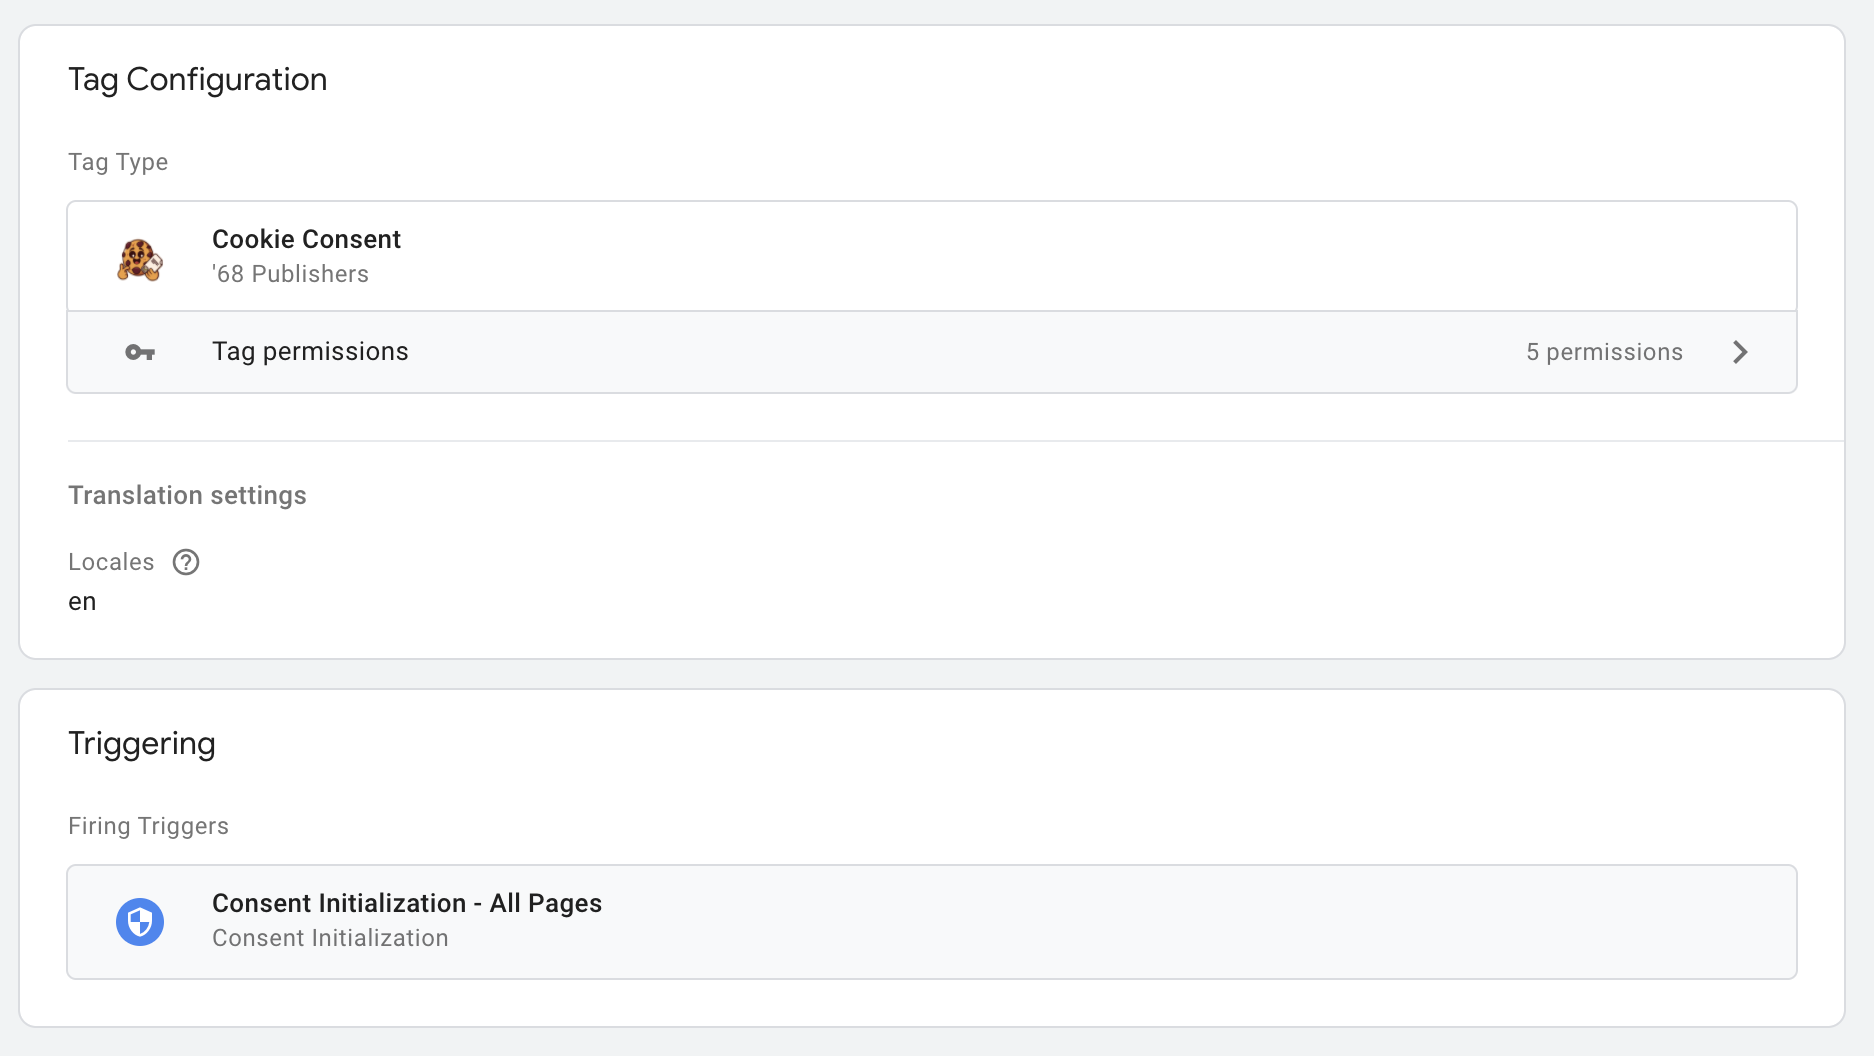 Tag Configuration
Tag Type
Cookie Consent
'68 Publishers
Tag permissions
5 permissions
Translation settings
Locales
en
Triggering
Firing Triggers
Consent Initialization - All Pages
Consent Initialization